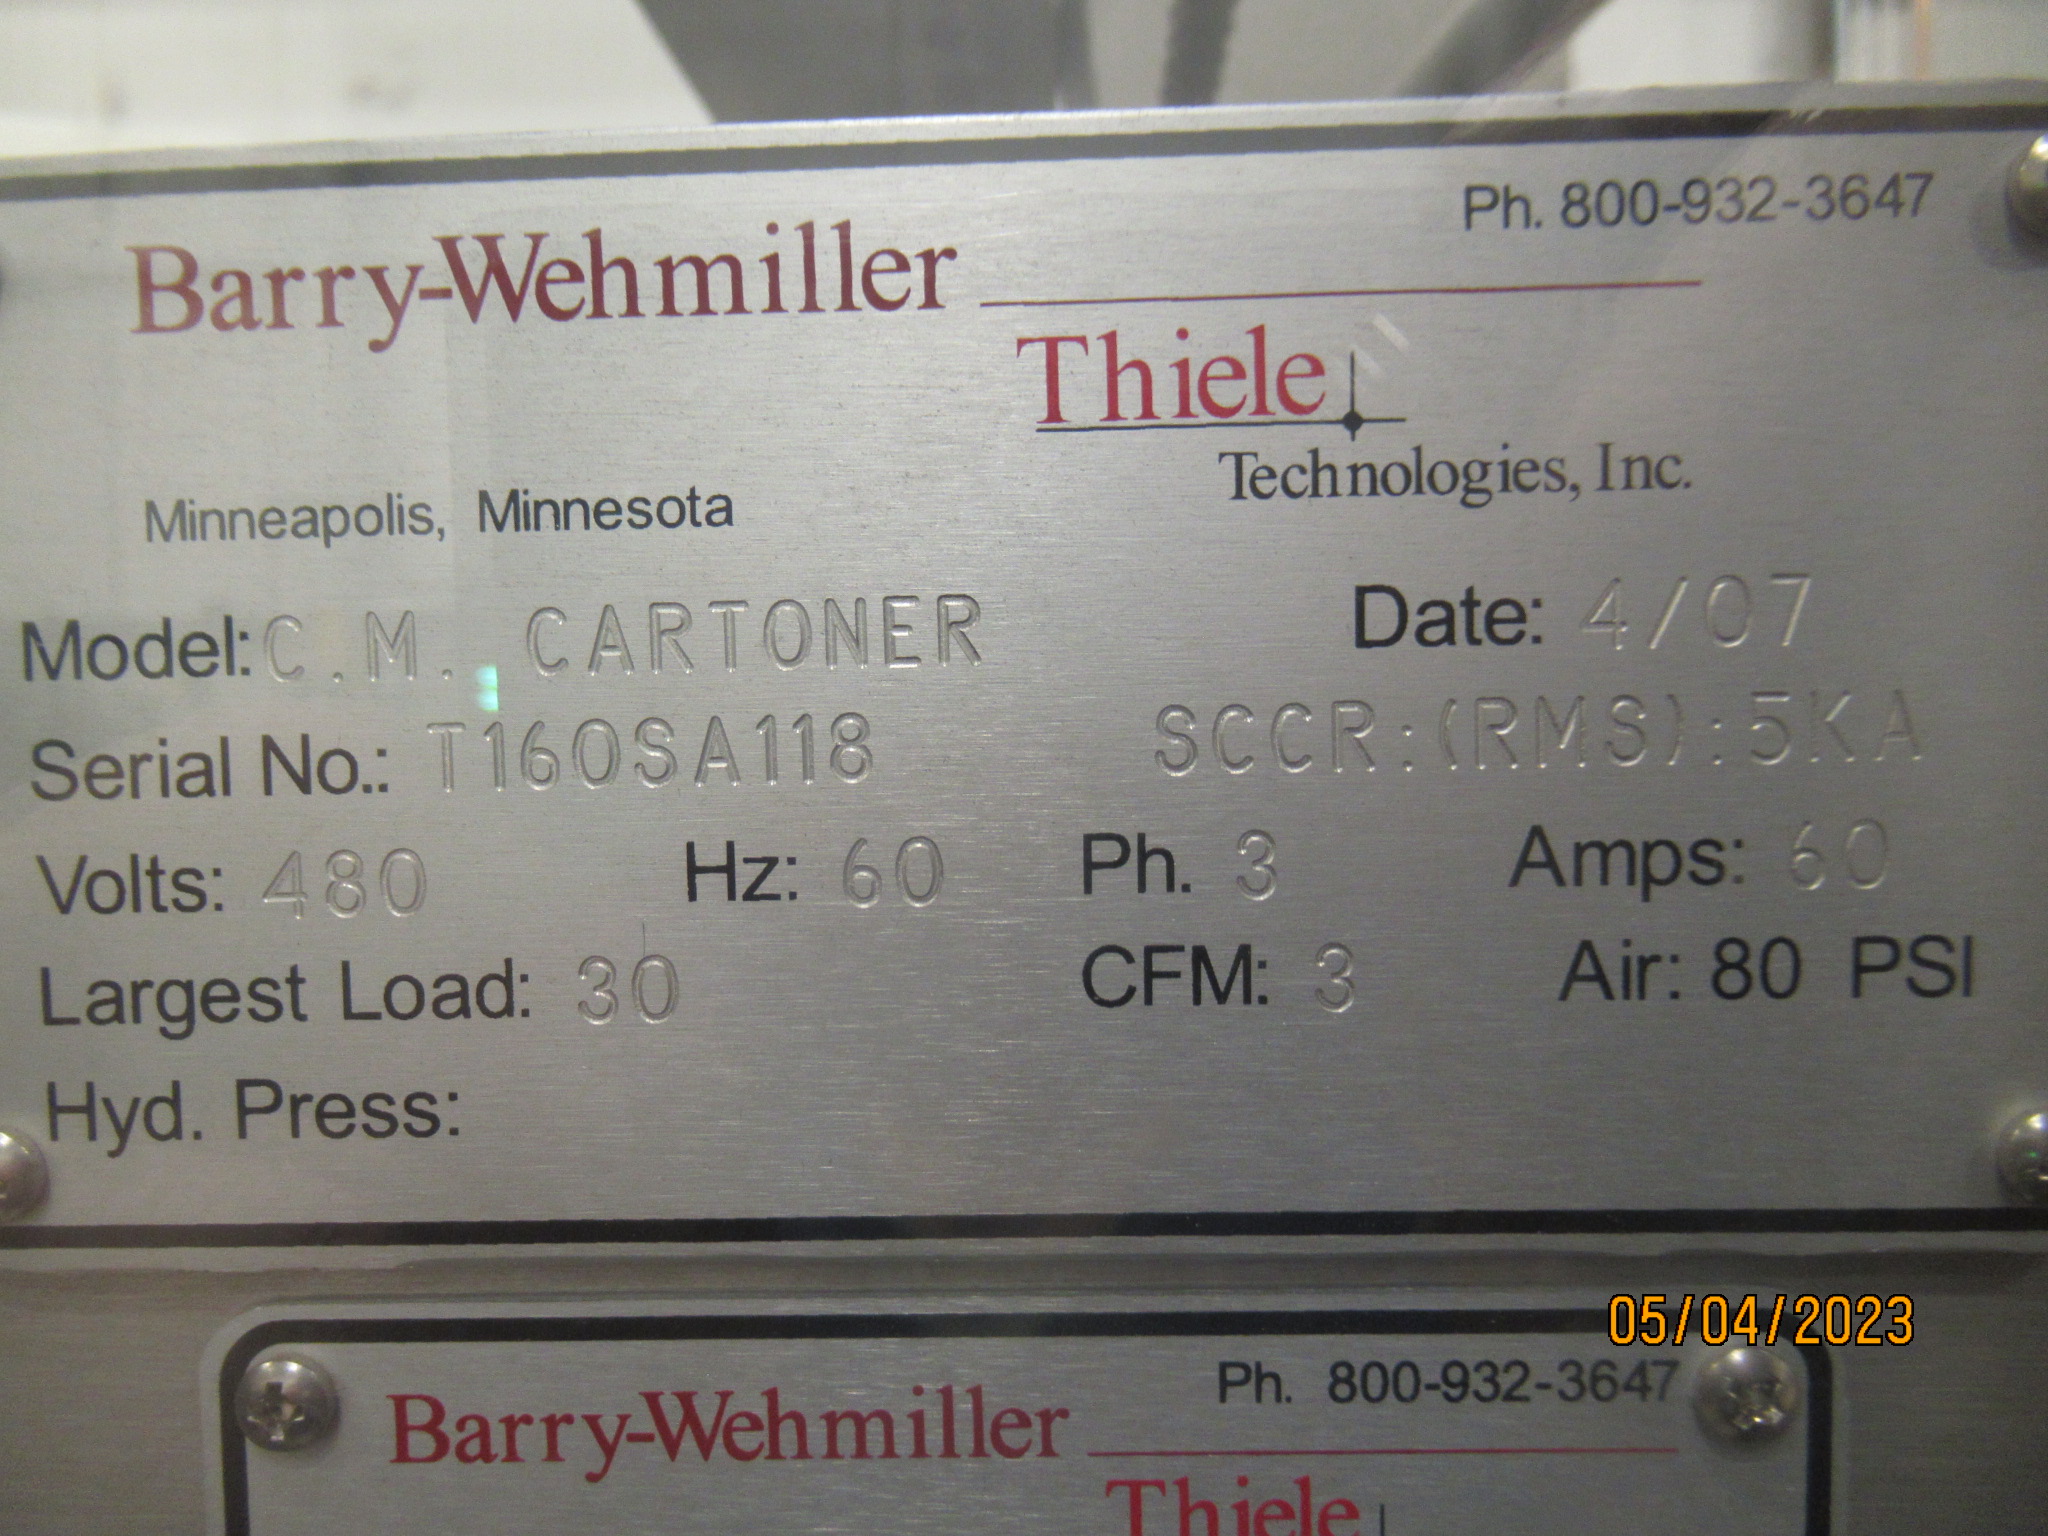 Ph. 800-932-3647
Barry-Wehmiller
Thiele
Technologies, Inc.
Minneapolis, Minnesota
Model: C.M. CARTONER Date: 4/07
Serial No.: T160SA118 SCCR:(RMS):5KA
Volts: 480 Hz: 60 Ph. 3 Amps: 60
Largest Load: 30 CFM: 3 Air: 80 PSI
Hyd. Press:
05/04/2023
Ph. 800-932-3647
Barry-Wehmiller
Thiele